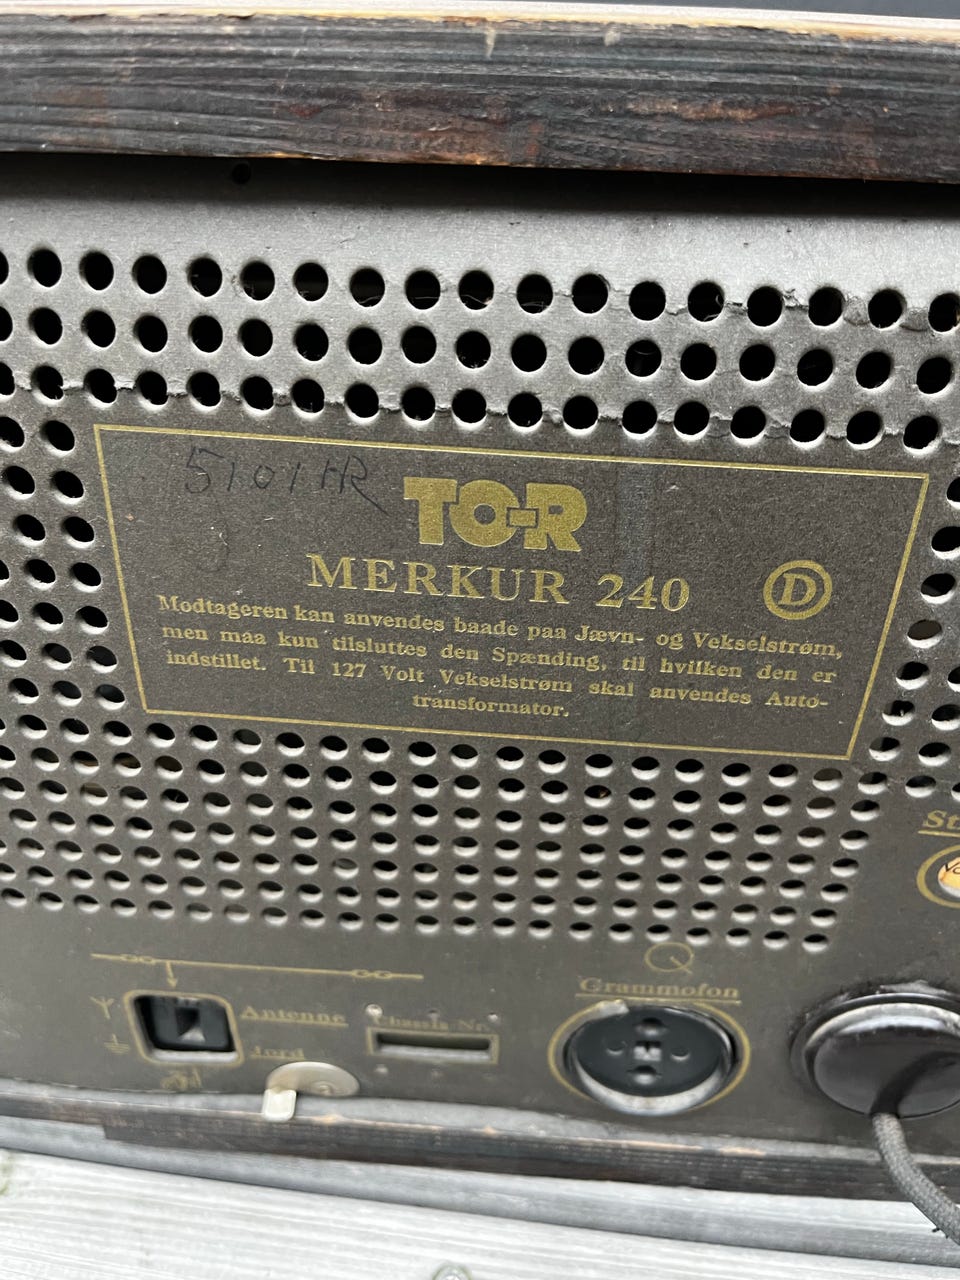 5101HR
TO-R
MERKUR 240
D
Modtageren kan anvendes baade paa Jævn- og Vekselstrøm,
men maa kun tilsluttes den Spænding, til hvilken den er
indstillet. Til 127 Volt Vekselstrøm skal anvendes Auto-
transformator.
St
Grammofon
Antenne
Chassis Nr.
Jord